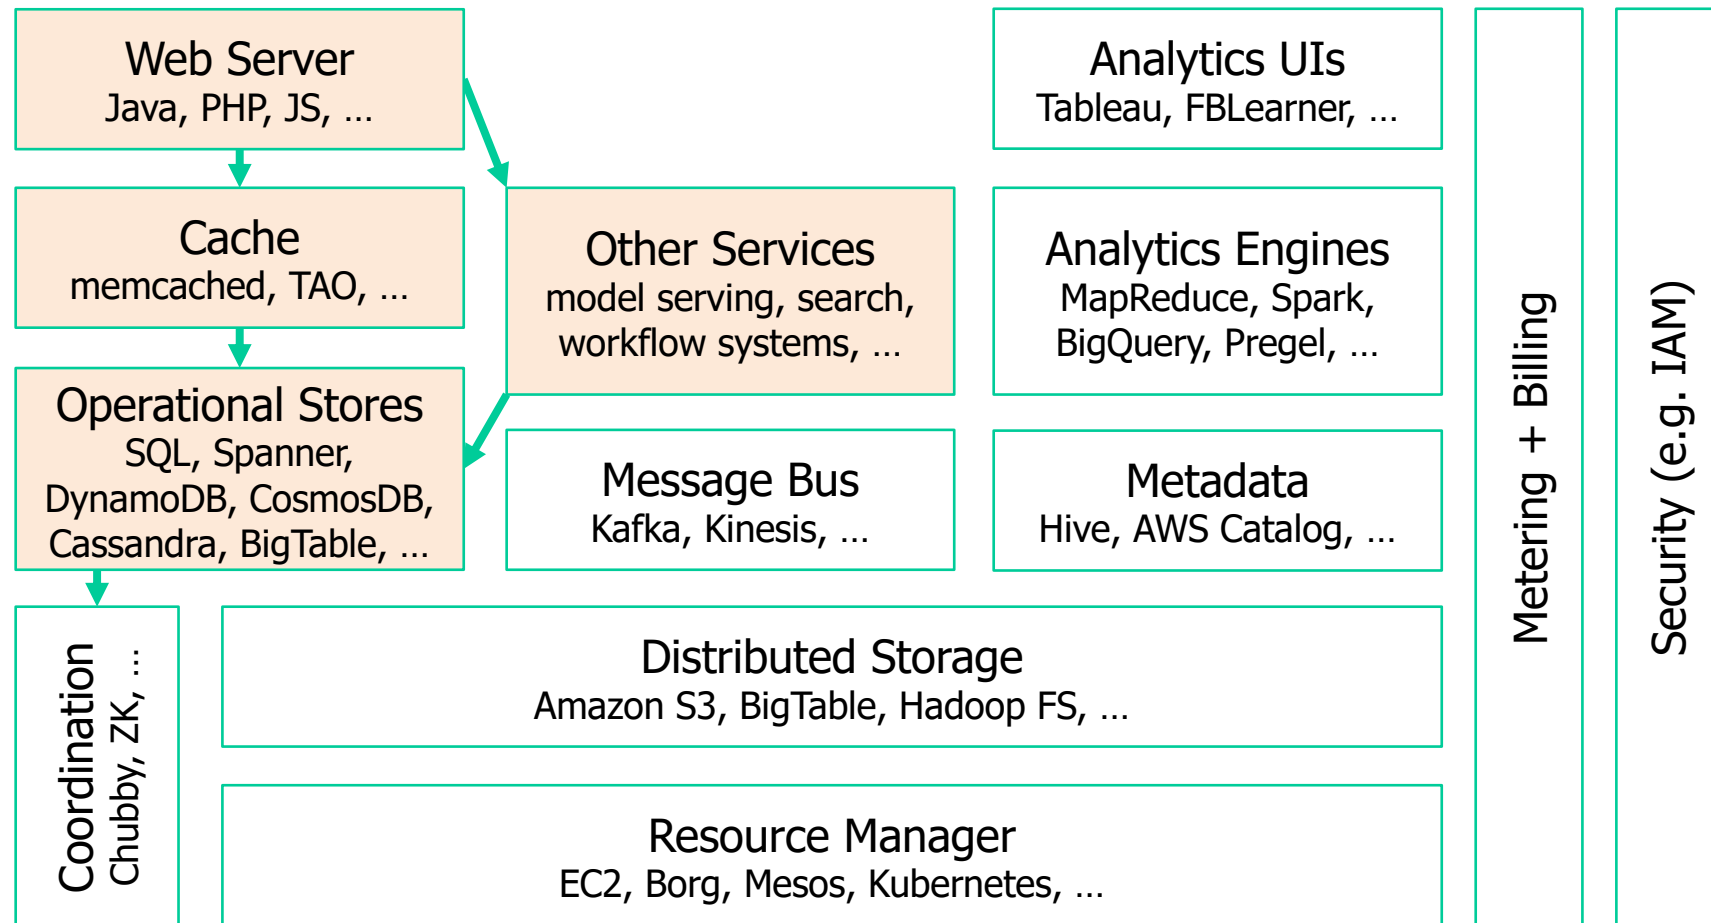 Web Server
Java, PHP, JS, …
Analytics UIs
Tableau, FBLearner, …
Cache
memcached, TAO, …
Other Services
model serving, search,
workflow systems, …
Analytics Engines
MapReduce, Spark,
BigQuery, Pregel, …
Operational Stores
SQL, Spanner,
DynamoDB, CosmosDB,
Cassandra, BigTable, …
Message Bus
Kafka, Kinesis, …
Metadata
Hive, AWS Catalog, …
Coordination
Chubby, ZK, …
Distributed Storage
Amazon S3, BigTable, Hadoop FS, …
Resource Manager
EC2, Borg, Mesos, Kubernetes, …
Metering + Billing
Security (e.g. IAM)